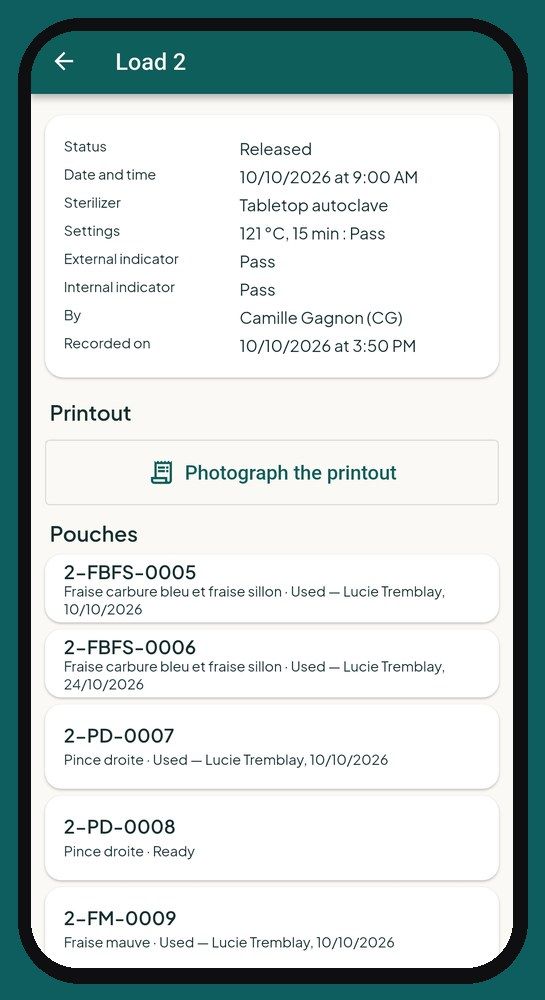 Load 2
Status Released
Date and time 10/10/2026 at 9:00 AM
Sterilizer Tabletop autoclave
Settings 121 °C, 15 min : Pass
External indicator Pass
Internal indicator Pass
By Camille Gagnon (CG)
Recorded on 10/10/2026 at 3:50 PM
Printout
Photograph the printout
Pouches
2-FBFS-0005
Fraise carbure bleu et fraise sillon · Used — Lucie Tremblay,
10/10/2026
2-FBFS-0006
Fraise carbure bleu et fraise sillon · Used — Lucie Tremblay,
24/10/2026
2-PD-0007
Pince droite · Used — Lucie Tremblay, 10/10/2026
2-PD-0008
Pince droite · Ready
2-FM-0009
Fraise mauve · Used — Lucie Tremblay, 10/10/2026